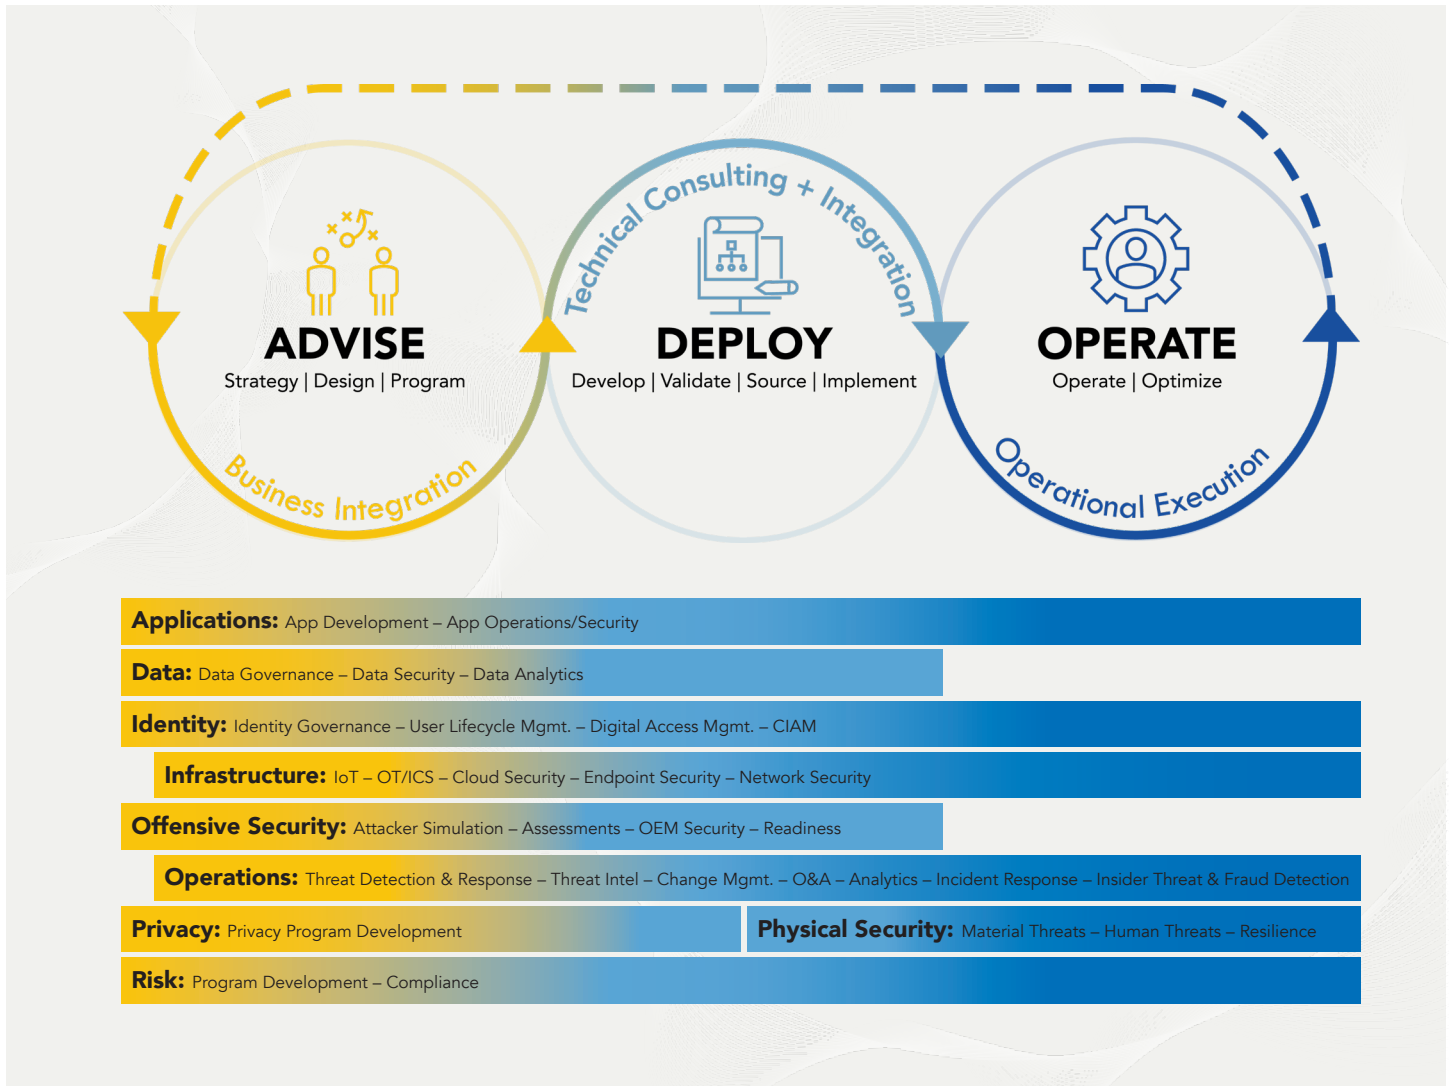 Technical Consulting + Integration
ADVISE
Strategy | Design | Program
DEPLOY
Develop | Validate | Source | Implement
OPERATE
Operate | Optimize
Business Integration
Operational Execution
Applications: App Development – App Operations/Security
Data: Data Governance – Data Security – Data Analytics
Identity: Identity Governance – User Lifecycle Mgmt. – Digital Access Mgmt. – CIAM
Infrastructure: IoT – OT/ICS – Cloud Security – Endpoint Security – Network Security
Offensive Security: Attacker Simulation – Assessments – OEM Security – Readiness
Operations: Threat Detection & Response – Threat Intel – Change Mgmt. – O&A – Analytics – Incident Response – Insider Threat & Fraud Detection
Privacy: Privacy Program Development
Physical Security: Material Threats – Human Threats – Resilience
Risk: Program Development – Compliance